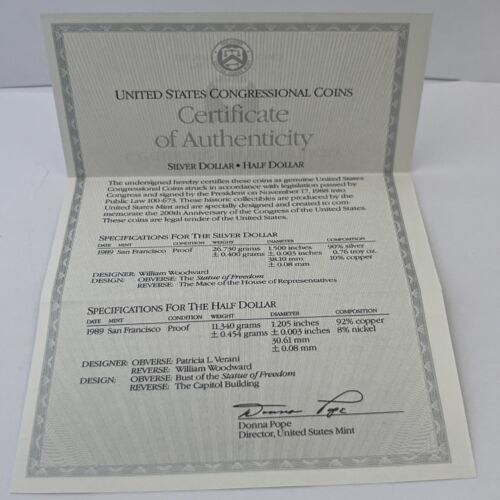 UNITED STATES CONGRESSIONAL COINS
Certificate
of Authenticity
SILVER DOLLAR • HALF DOLLAR
The undersigned hereby certifies these coins as genuine United States
Congressional Coins struck in accordance with legislation passed by
Congress and signed by the President on November 17, 1988 into
Public Law 100-673. These historic collectibles are produced by the
United States Mint and are specially designed and created to com-
memorate the 200th Anniversary of the Congress of the United States.
These coins are legal tender of the United States.
SPECIFICATIONS FOR THE SILVER DOLLAR
DATE MINT CONDITION WEIGHT DIAMETER COMPOSITION
1989 San Francisco Proof 26.730 grams 1.500 inches 90% silver
± 0.400 grams ± 0.003 inches 0.76 troy oz.
38.10 mm 10% copper
± 0.08 mm
DESIGNER: William Woodward
DESIGN: OBVERSE: The Statue of Freedom
REVERSE: The Mace of the House of Representatives
SPECIFICATIONS FOR THE HALF DOLLAR
DATE MINT CONDITION WEIGHT DIAMETER COMPOSITION
1989 San Francisco Proof 11.340 grams 1.205 inches 92% copper
± 0.454 grams ± 0.003 inches 8% nickel
30.61 mm
± 0.08 mm
DESIGNER: OBVERSE: Patricia L. Verani
REVERSE: William Woodward
DESIGN: OBVERSE: Bust of the Statue of Freedom
REVERSE: The Capitol Building
Donna Pope
Donna Pope
Director, United States Mint